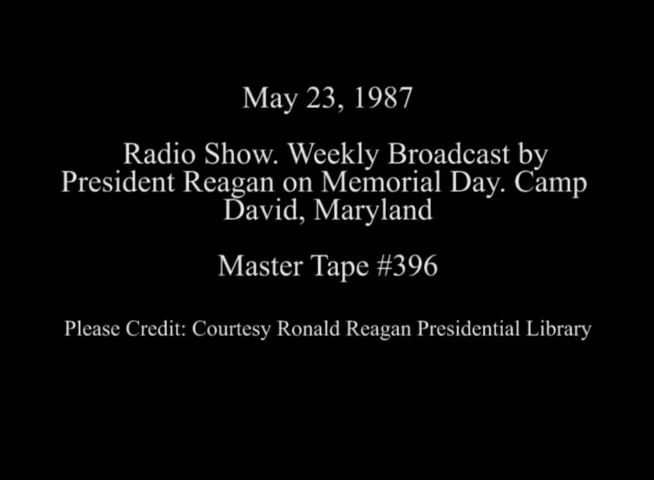 May 23, 1987
Radio Show. Weekly Broadcast by
President Reagan on Memorial Day. Camp
David, Maryland
Master Tape #396
Please Credit: Courtesy Ronald Reagan Presidential Library